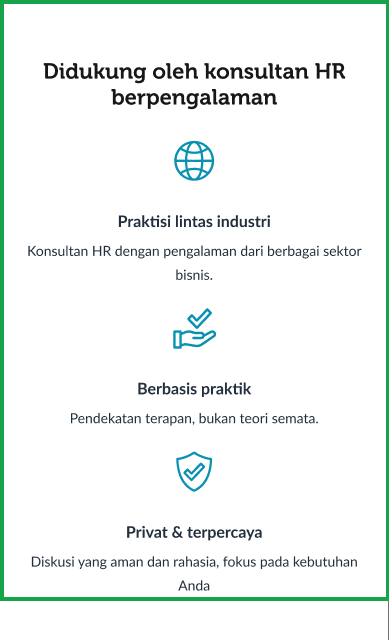 Didukung oleh konsultan HR
berpengalaman
Praktisi lintas industri
Konsultan HR dengan pengalaman dari berbagai sektor
bisnis.
Berbasis praktik
Pendekatan terapan, bukan teori semata.
Privat & terpercaya
Diskusi yang aman dan rahasia, fokus pada kebutuhan
Anda